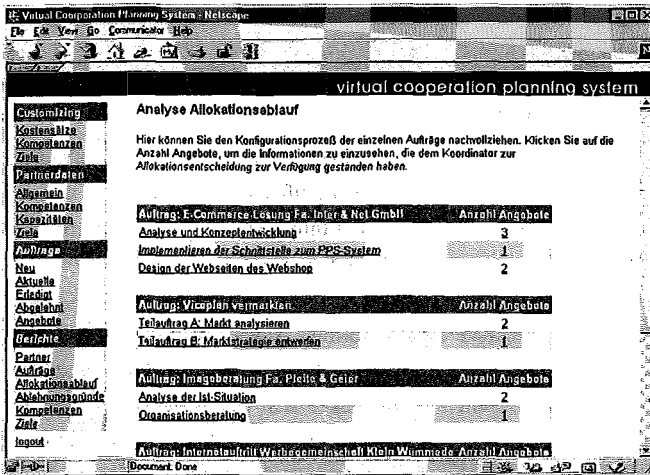 Virtual Cooperation Planning System - Netscape
File Edit View Go Communicator Help
virtual cooperation planning system
Customizing
Kostensätze
Kompetenzen
Ziele
Partnerdaten
Allgemein
Kompetenzen
Kapazitäten
Ziele
Aufträge
Neu
Aktuelle
Erledigt
Abgelehnt
Angebote
Berichte
Partner
Aufträge
Allokationsablauf
Ablehnungsgründe
Kompetenzen
Ziele
logout
Analyse Allokationsablauf
Hier können Sie den Konfigurationsprozeß der einzelnen Aufträge nachvollziehen. Klicken Sie auf die
Anzahl Angebote, um die Informationen zu einzusehen, die dem Koordinator zur
Allokationsentscheidung zur Verfügung gestanden haben.
Auftrag: E-Commerce-Lösung Fa. Inter & Net GmbH Anzahl Angebote
Analyse und Konzeptentwicklung 3
Implementieren der Schnittstelle zum PPS-System 1
Design der Webseiten des Webshop 2
Auftrag: Vicoplan vermarkten Anzahl Angebote
Teilauftrag A: Markt analysieren 2
Teilauftrag B: Marktstrategie entwerfen 1
Auftrag: Imageberatung Fa. Pleite & Geier Anzahl Angebote
Analyse der Ist-Situation 2
Organisationsberatung 1
Auftrag: Internetauftritt Werbegemeinschaft Klein Wummede Anzahl Angebote
Document: Done